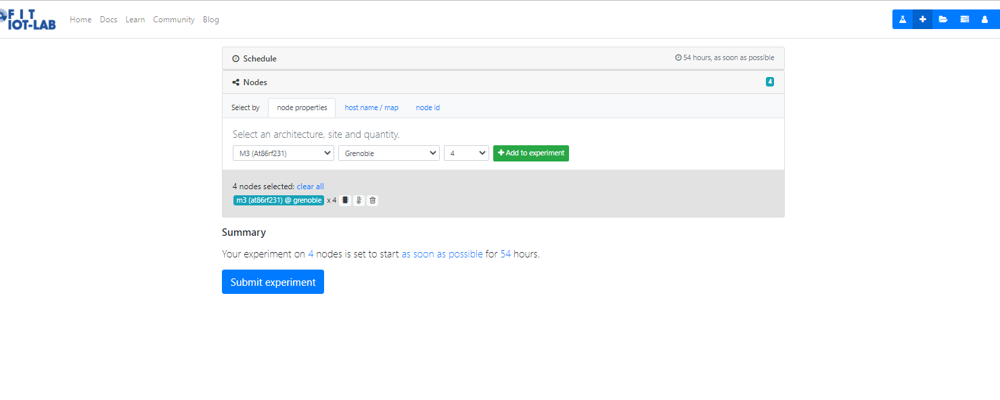 FIT
IOT-LAB
Home Docs Learn Community Blog
Schedule 54 hours, as soon as possible
Nodes 4
Select by node properties host name / map node id
Select an architecture, site and quantity.
M3 (At86rf231) Grenoble 4 Add to experiment
4 nodes selected: clear all
m3 (at86rf231) @ grenoble x 4
Summary
Your experiment on 4 nodes is set to start as soon as possible for 54 hours.
Submit experiment